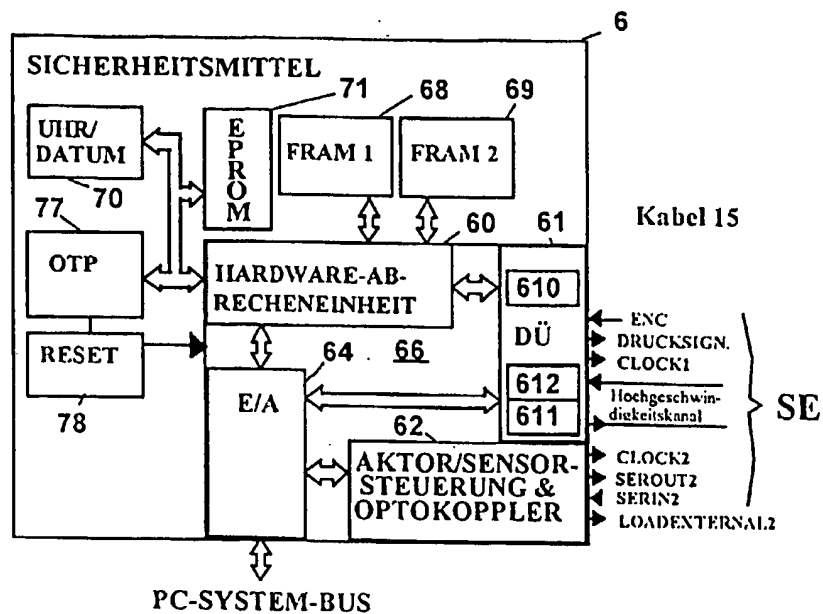 6
SICHERHEITSMITTEL
71
68
69
UHR/
DATUM
EPROM
FRAM 1
FRAM 2
70
77
60
61
Kabel 15
OTP
HARDWARE-AB-
RECHENEINHEIT
610
ENC
DÜ
DRUCKSIGN.
CLOCK1
RESET
64
66
612
Hochgeschwin-
digkeitskanal
611
SE
78
E/A
62
AKTOR/SENSOR-
STEUERUNG &
OPTOKOPPLER
CLOCK2
SEROUT2
SERIN2
LOADEXTERNAL2
PC-SYSTEM-BUS